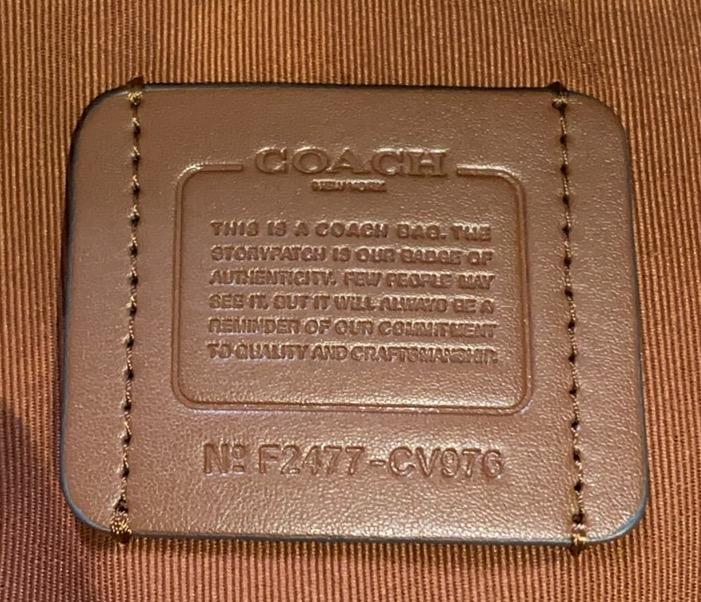 COACH
NEW YORK
THIS IS A COACH BAG. THE
STORYPATCH IS OUR BADGE OF
AUTHENTICITY. FEW PEOPLE MAY
SEE IT, BUT IT WILL ALWAYS BE A
REMINDER OF OUR COMMITMENT
TO QUALITY AND CRAFTSMANSHIP.
Nº F2477-CV976